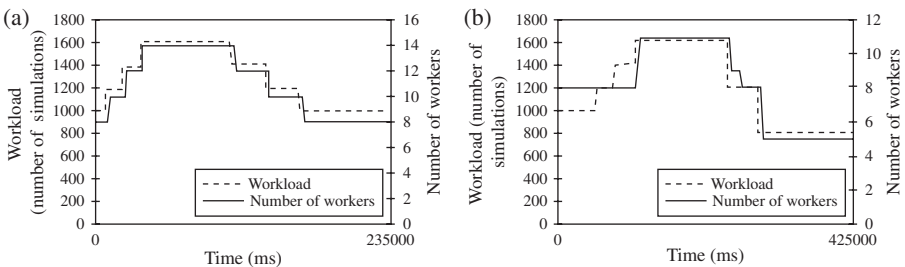 (a)
Workload
(number of simulations)
1800
1600
1400
1200
1000
800
600
400
200
0
16
14
12
10
8
6
4
2
0
Number of workers
Workload
Number of workers
0
235000
Time (ms)
(b)
Workload (number of
simulations)
1800
1600
1400
1200
1000
800
600
400
200
0
12
10
8
6
4
2
0
Number of workers
Workload
Number of workers
0
425000
Time (ms)